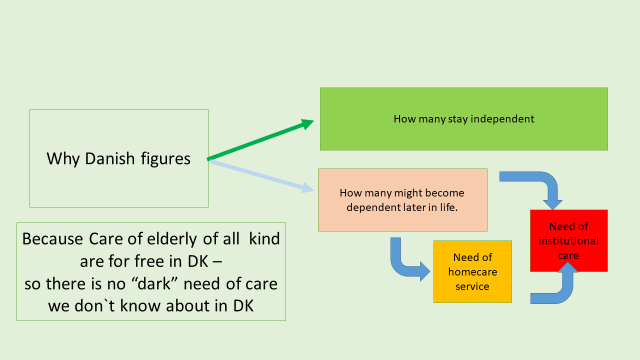 Why Danish figures
Because Care of elderly of all kind
are for free in DK –
so there is no “dark” need of care
we don`t know about in DK
How many stay independent
How many might become
dependent later in life.
Need of
homecare
service
Need of
institutional
care